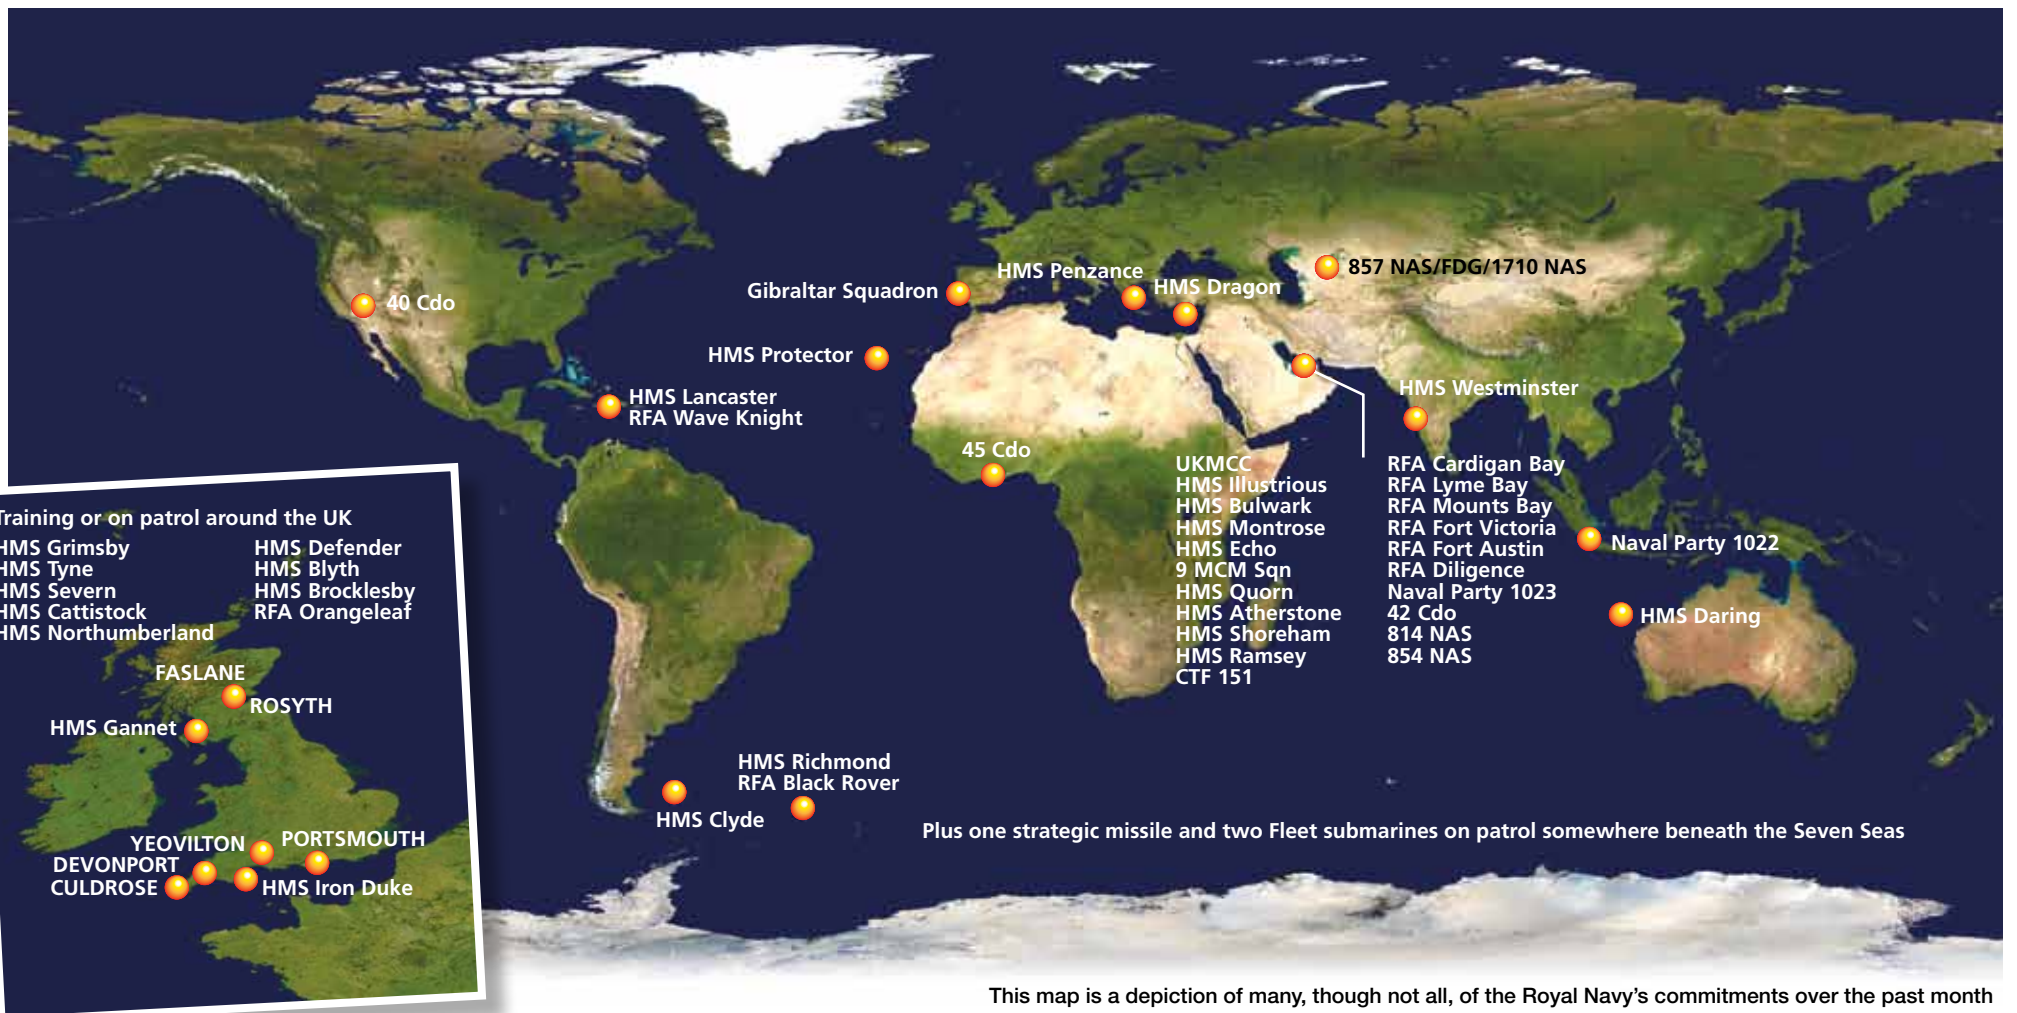 857 NAS/FDG/1710 NAS
HMS Penzance
HMS Dragon
Gibraltar Squadron
40 Cdo
HMS Protector
HMS Lancaster
RFA Wave Knight
HMS Westminster
45 Cdo
UKMCC
HMS Illustrious
HMS Bulwark
HMS Montrose
HMS Echo
9 MCM Sqn
HMS Quorn
HMS Atherstone
HMS Shoreham
HMS Ramsey
CTF 151
RFA Cardigan Bay
RFA Lyme Bay
RFA Mounts Bay
RFA Fort Victoria
RFA Fort Austin
RFA Diligence
Naval Party 1023
42 Cdo
814 NAS
854 NAS
Naval Party 1022
HMS Daring
Training or on patrol around the UK
HMS Grimsby
HMS Tyne
HMS Severn
HMS Cattistock
HMS Northumberland
HMS Defender
HMS Blyth
HMS Brocklesby
RFA Orangeleaf
FASLANE
ROSYTH
HMS Gannet
YEOVILTON
PORTSMOUTH
DEVONPORT
CULDROSE
HMS Iron Duke
HMS Richmond
RFA Black Rover
HMS Clyde
Plus one strategic missile and two Fleet submarines on patrol somewhere beneath the Seven Seas
This map is a depiction of many, though not all, of the Royal Navy’s commitments over the past month